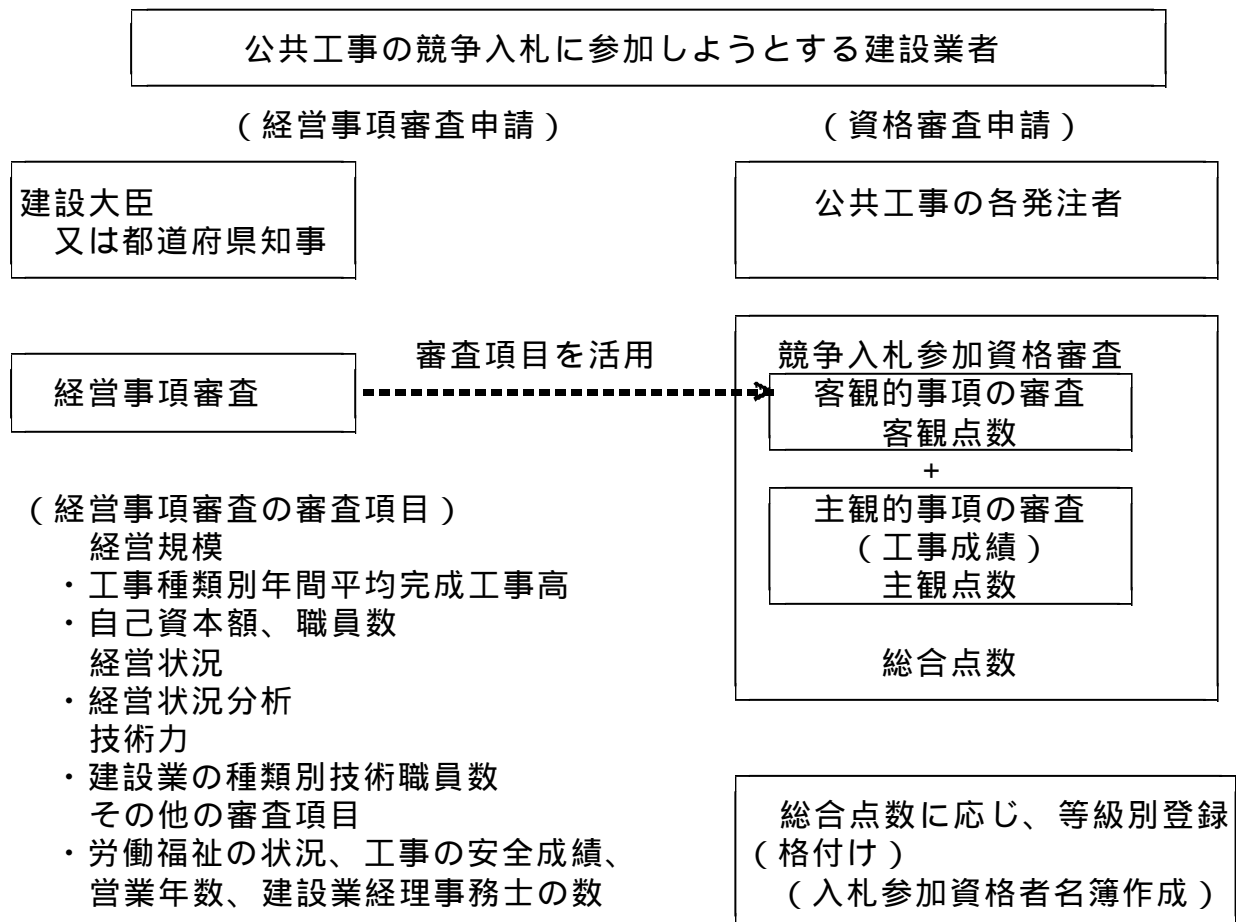 公共工事の競争入札に参加しようとする建設業者
（経営事項審査申請）
（資格審査申請）
建設大臣
又は都道府県知事
公共工事の各発注者
経営事項審査
審査項目を活用
競争入札参加資格審査
客観的事項の審査
客観点数
+
主観的事項の審査
（工事成績）
主観点数
総合点数
（経営事項審査の審査項目）
経営規模
・工事種類別年間平均完成工事高
・自己資本額、職員数
経営状況
・経営状況分析
技術力
・建設業の種類別技術職員数
その他の審査項目
・労働福祉の状況、工事の安全成績、
営業年数、建設業経理事務士の数
総合点数に応じ、等級別登録
（格付け）
（入札参加資格者名簿作成）